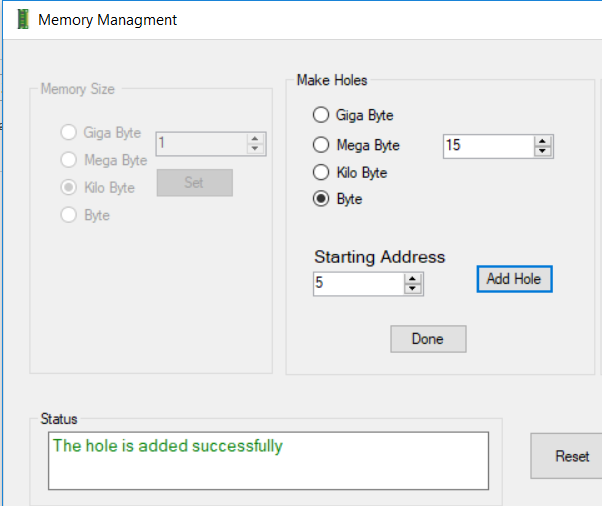 Memory Managment
Memory Size
Giga Byte
Mega Byte
Kilo Byte
Byte
1
Set
Make Holes
Giga Byte
Mega Byte
Kilo Byte
Byte
15
Starting Address
5
Add Hole
Done
Status
The hole is added successfully
Reset